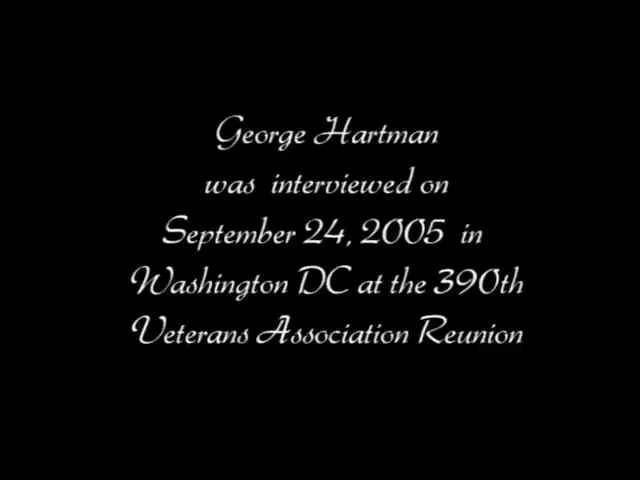 George Hartman
was interviewed on
September 24, 2005 in
Washington DC at the 390th
Veterans Association Reunion